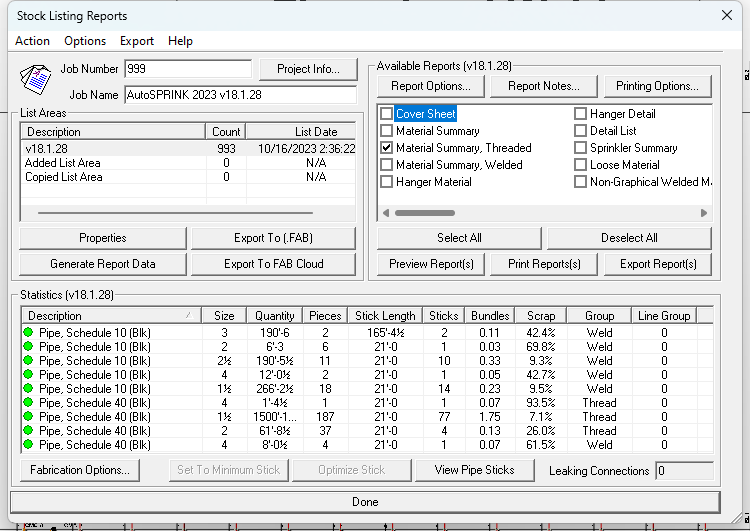 Stock Listing Reports
Action Options Export Help
Job Number 999 Project Info...
Job Name AutoSPRINK 2023 v18.1.28
Available Reports (v18.1.28)
Report Options... Report Notes... Printing Options...
Cover Sheet Hanger Detail
Material Summary Detail List
Material Summary, Threaded Sprinkler Summary
Material Summary, Welded Loose Material
Hanger Material Non-Graphical Welded M
List Areas
Description Count List Date
v18.1.28 993 10/16/2023 2:36:22
Added List Area 0 N/A
Copied List Area 0 N/A
Properties Export To (.FAB)
Generate Report Data Export To FAB Cloud
Select All Deselect All
Preview Report(s) Print Reports(s) Export Report(s)
Statistics (v18.1.28)
Description Size Quantity Pieces Stick Length Sticks Bundles Scrap Group Line Group
Pipe, Schedule 10 (Blk) 3 190'-6 2 165'-4½ 2 0.11 42.4% Weld 0
Pipe, Schedule 10 (Blk) 2 6'-3 6 21'-0 1 0.03 69.8% Weld 0
Pipe, Schedule 10 (Blk) 2½ 190'-5½ 11 21'-0 10 0.33 9.3% Weld 0
Pipe, Schedule 10 (Blk) 4 12'-0½ 2 21'-0 1 0.05 42.7% Weld 0
Pipe, Schedule 10 (Blk) 1½ 266'-2½ 18 21'-0 14 0.23 9.5% Weld 0
Pipe, Schedule 40 (Blk) 4 1'-4½ 1 21'-0 1 0.07 93.5% Thread 0
Pipe, Schedule 40 (Blk) 1½ 1500'-1... 187 21'-0 77 1.75 7.1% Thread 0
Pipe, Schedule 40 (Blk) 2 61'-8½ 37 21'-0 4 0.13 26.0% Thread 0
Pipe, Schedule 40 (Blk) 4 8'-0½ 4 21'-0 1 0.07 61.5% Weld 0
Fabrication Options... Set To Minimum Stick Optimize Stick View Pipe Sticks Leaking Connections 0
Done